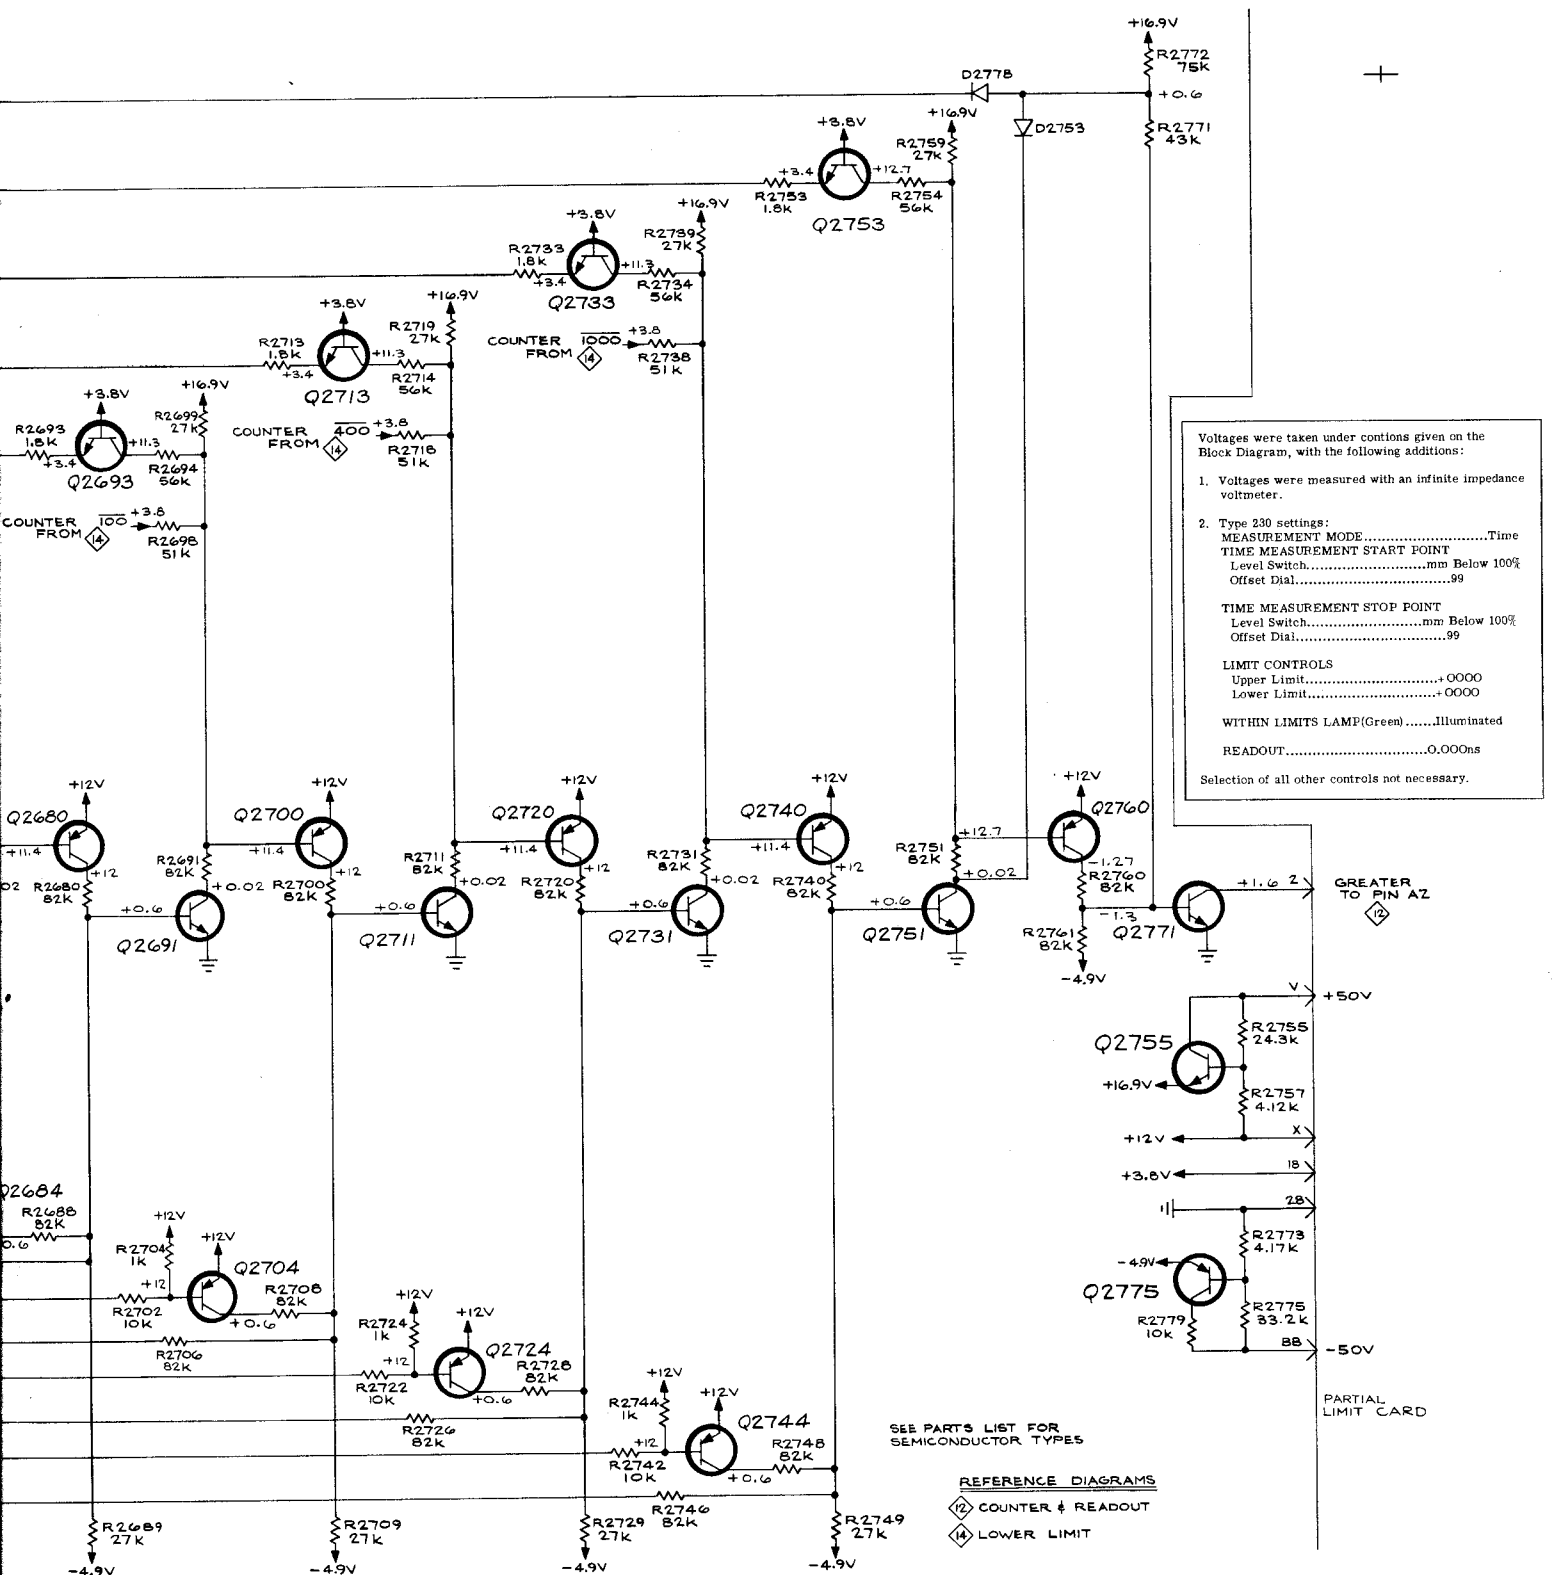 +16.9V
R2772
75K
D2778
+0.6
+3.8V
+16.9V
D2753
R2771
43K
R2759
27K
+3.4
+12.7
R2753
1.8K
R2754
56K
Q2753
+3.8V
+16.9V
R2739
27K
R2733
1.8K
+3.4
+11.3
R2734
56K
Q2733
+3.8V
+16.9V
R2719
27K
COUNTER 1000 +3.8
FROM 14
R2738
51K
R2713
1.8K
+3.4
+11.3
R2714
56K
Q2713
+3.8V
+16.9V
R2699
27K
R2693
1.8K
+3.4
+11.3
R2694
56K
Q2693
COUNTER 400 +3.8
FROM 14
R2718
51K
COUNTER 100 +3.8
FROM 14
R2698
51K
Voltages were taken under contions given on the
Block Diagram, with the following additions:
1. Voltages were measured with an infinite impedance
voltmeter.
2. Type 230 settings:
MEASUREMENT MODE..........................Time
TIME MEASUREMENT START POINT
Level Switch.........................mm Below 100%
Offset Dial.................................99
TIME MEASUREMENT STOP POINT
Level Switch........................mm Below 100%
Offset Dial................................99
LIMIT CONTROLS
Upper Limit............................+0000
Lower Limit...........................+0000
WITHIN LIMITS LAMP(Green).......Illuminated
READOUT..............................0.000ns
Selection of all other controls not necessary.
+12V
Q2680
+11.4
+12
R2680
82K
02
R2691
82K
+0.02
+0.6
Q2691
+12V
Q2700
+11.4
+12
R2700
82K
R2711
82K
+0.02
+0.6
Q2711
+12V
Q2720
+11.4
+12
R2720
82K
R2731
82K
+0.02
+0.6
Q2731
+12V
Q2740
+11.4
+12
R2740
82K
R2751
82K
+0.02
+0.6
Q2751
+12V
Q2760
+12.7
-1.27
R2760
82K
-1.3
R2761
82K
-4.9V
Q2771
+1.6 2
GREATER
TO PIN AZ
12
V +50V
R2755
24.3K
Q2755
+16.9V
R2757
4.12K
+12V X
+3.8V 18
28
R2773
4.17K
-4.9V
Q2775
R2779
10K
R2775
33.2K
BB -50V
PARTIAL
LIMIT CARD
Q2684
R2688
82K
0.6
+12V
R2704
1K
+12
+12V
Q2704
R2702
10K
R2708
82K
+0.6
R2706
82K
+12V
R2724
1K
+12
+12V
Q2724
R2722
10K
R2728
82K
+0.6
R2726
82K
+12V
R2744
1K
+12
+12V
Q2744
R2742
10K
R2748
82K
+0.6
R2746
82K
R2689
27K
-4.9V
R2709
27K
-4.9V
R2729
27K
-4.9V
R2749
27K
-4.9V
SEE PARTS LIST FOR
SEMICONDUCTOR TYPES
REFERENCE DIAGRAMS
12 COUNTER & READOUT
14 LOWER LIMIT